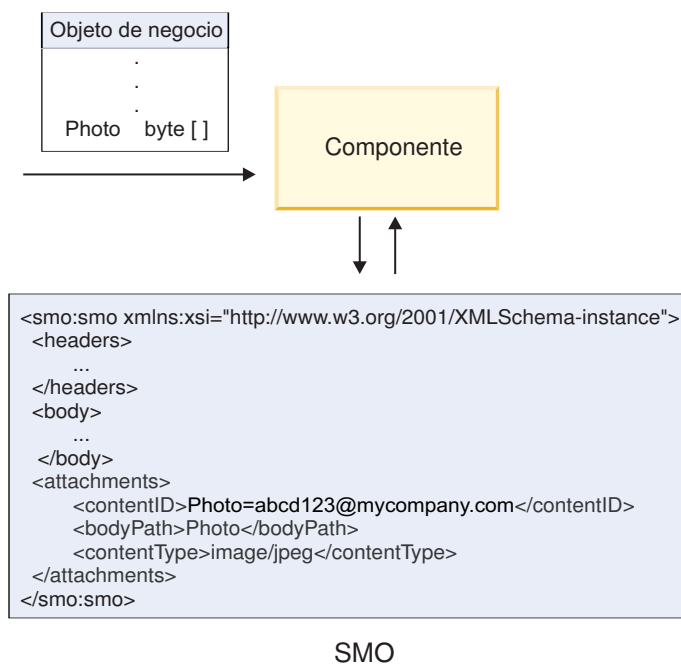 Objeto de negocio
.
.
.
Photo byte [ ]
Componente
<smo:smo xmlns:xsi="http://www.w3.org/2001/XMLSchema-instance">
<headers>
...
</headers>
<body>
...
</body>
<attachments>
<contentID>Photo=abcd123@mycompany.com</contentID>
<bodyPath>Photo</bodyPath>
<contentType>image/jpeg</contentType>
</attachments>
</smo:smo>
SMO